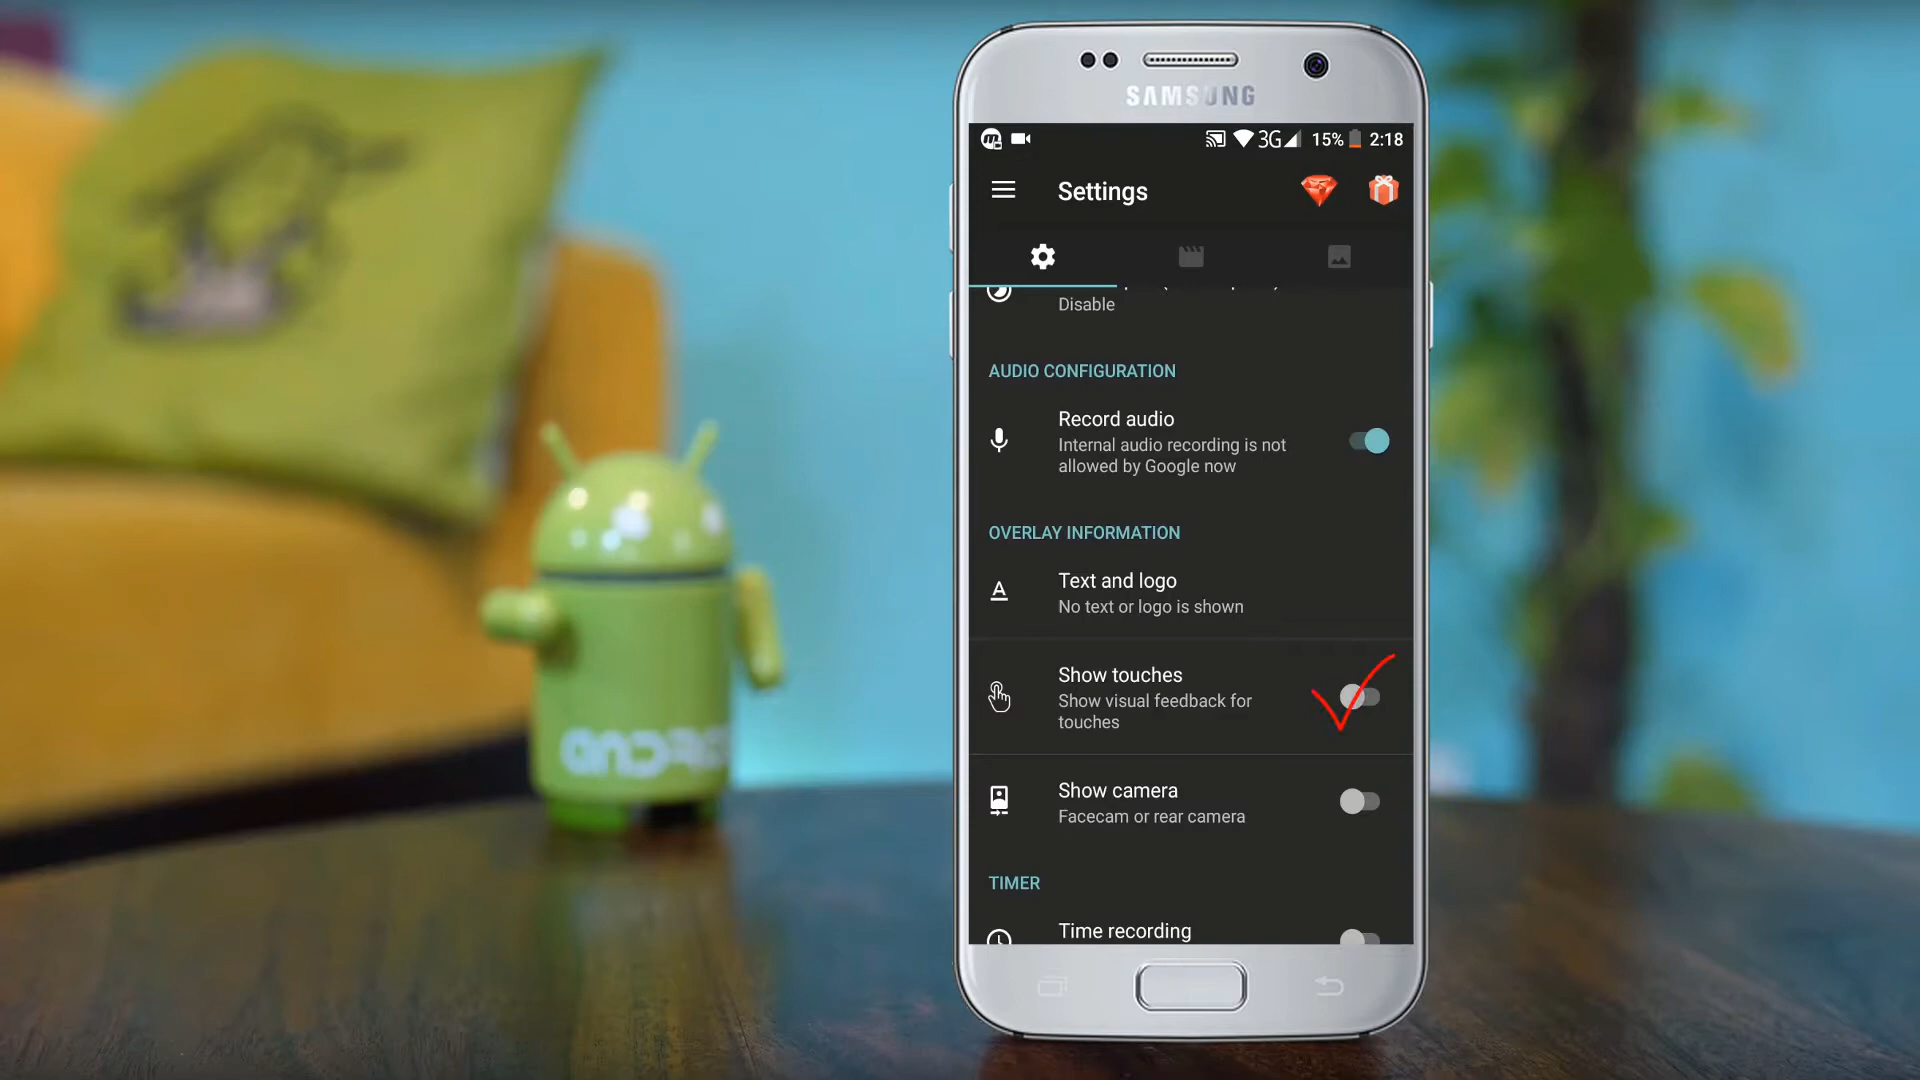 SAMSUNG
3G 15% 2:18
Settings
Disable
AUDIO CONFIGURATION
Record audio
Internal audio recording is not
allowed by Google now
OVERLAY INFORMATION
Text and logo
No text or logo is shown
Show touches
Show visual feedback for
touches
Show camera
Facecam or rear camera
TIMER
Time recording